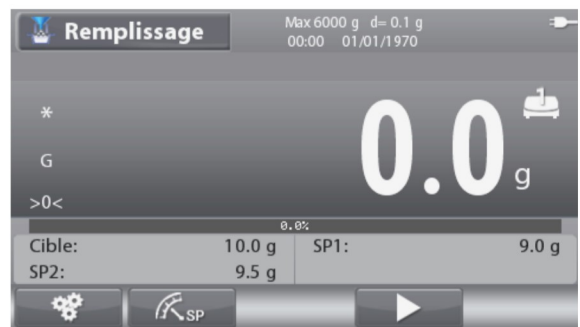 Remplissage
Max 6000 g d= 0.1 g
00:00 01/01/1970
1
*
0.0 g
G
>0<
0.0%
Cible: 10.0 g SP1: 9.0 g
SP2: 9.5 g
SP